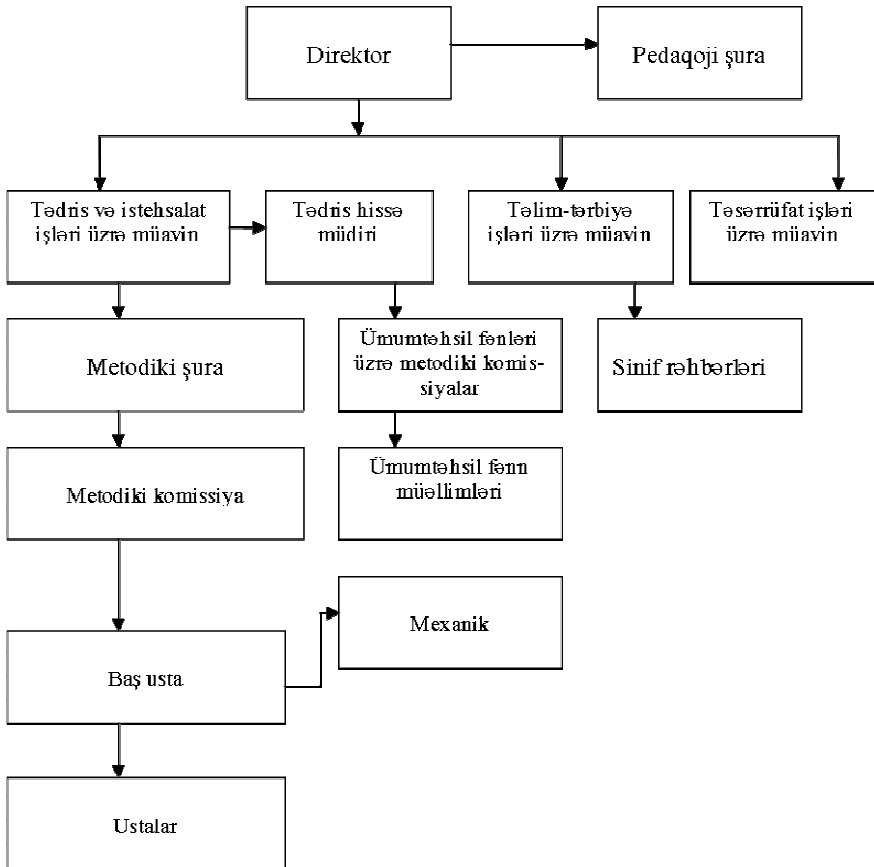 Direktor
Pedaqoji şura
Tədris və istehsalat
işləri üzrə müavin
Tədris hissə
müdiri
Təlim-tərbiyə
işləri üzrə müavin
Təsərrüfat işləri
üzrə müavin
Metodiki şura
Ümumtəhsil fənləri
üzrə metodiki komis-
siyalar
Sinif rəhbərləri
Metodiki komissiya
Ümumtəhsil fənn
müəllimləri
Mexanik
Baş usta
Ustalar